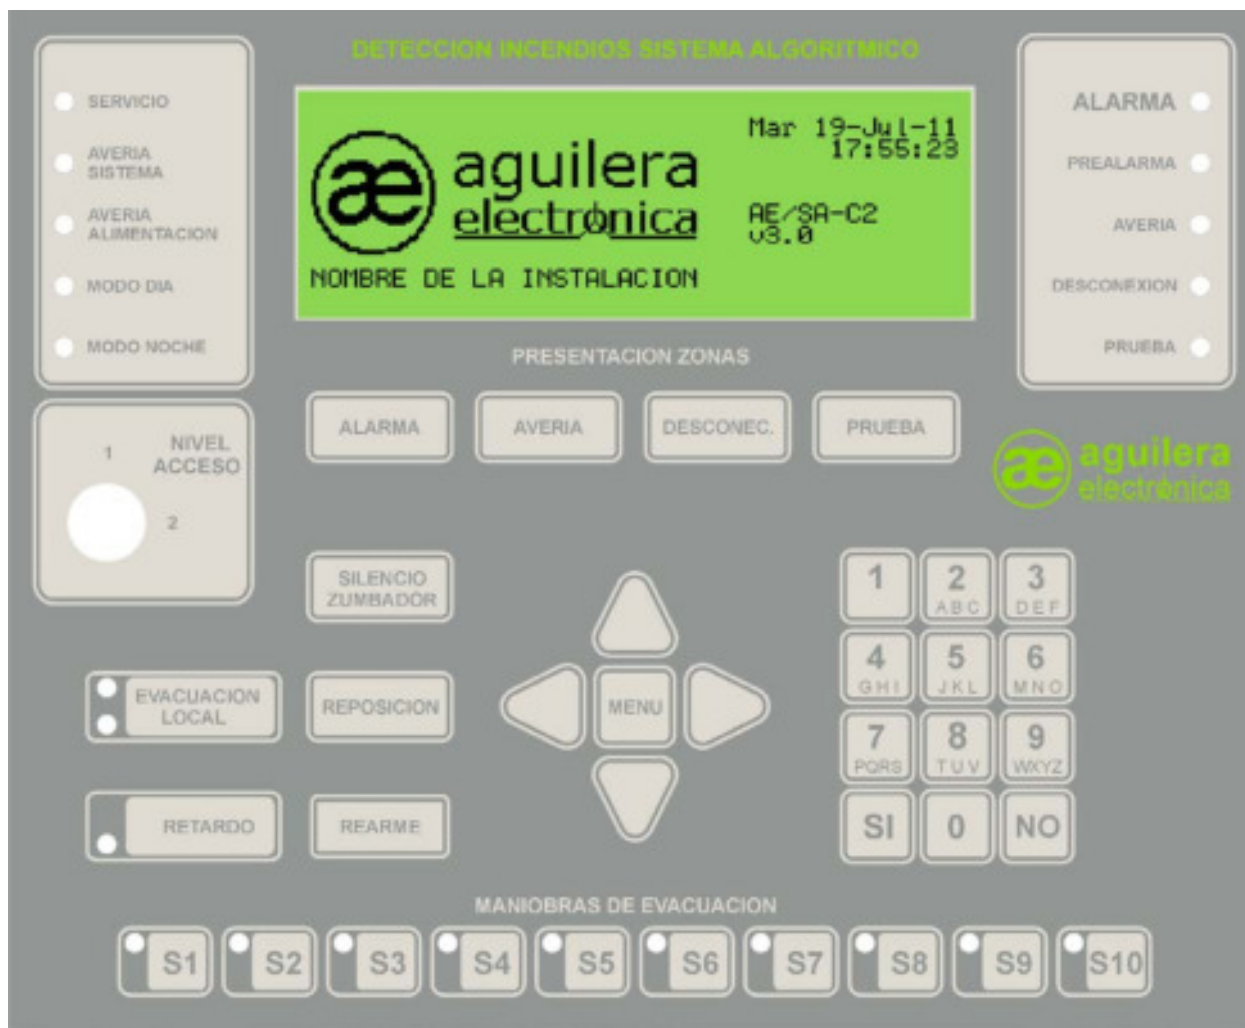 DETECCION INCENDIOS SISTEMA ALGORITMICO
SERVICIO
AVERIA
SISTEMA
AVERIA
ALIMENTACION
MODO DIA
MODO NOCHE
æ aguilera
electrónica
Mar 19-Jul-11
17:55:23
AE/SA-C2
v3.0
NOMBRE DE LA INSTALACION
ALARMA
PREALARMA
AVERIA
DESCONEXION
PRUEBA
PRESENTACION ZONAS
ALARMA
AVERIA
DESCONEC.
PRUEBA
1
NIVEL
ACCESO
2
æ aguilera
electrónica
SILENCIO
ZUMBADOR
EVACUACIÓN
LOCAL
REPOSICION
MENU
RETARDO
REARME
1
2
ABC
3
DEF
4
GHI
5
JKL
6
MNO
7
PQRS
8
TUV
9
WXYZ
SI
0
NO
MANIOBRAS DE EVACUACION
S1
S2
S3
S4
S5
S6
S7
S8
S9
S10